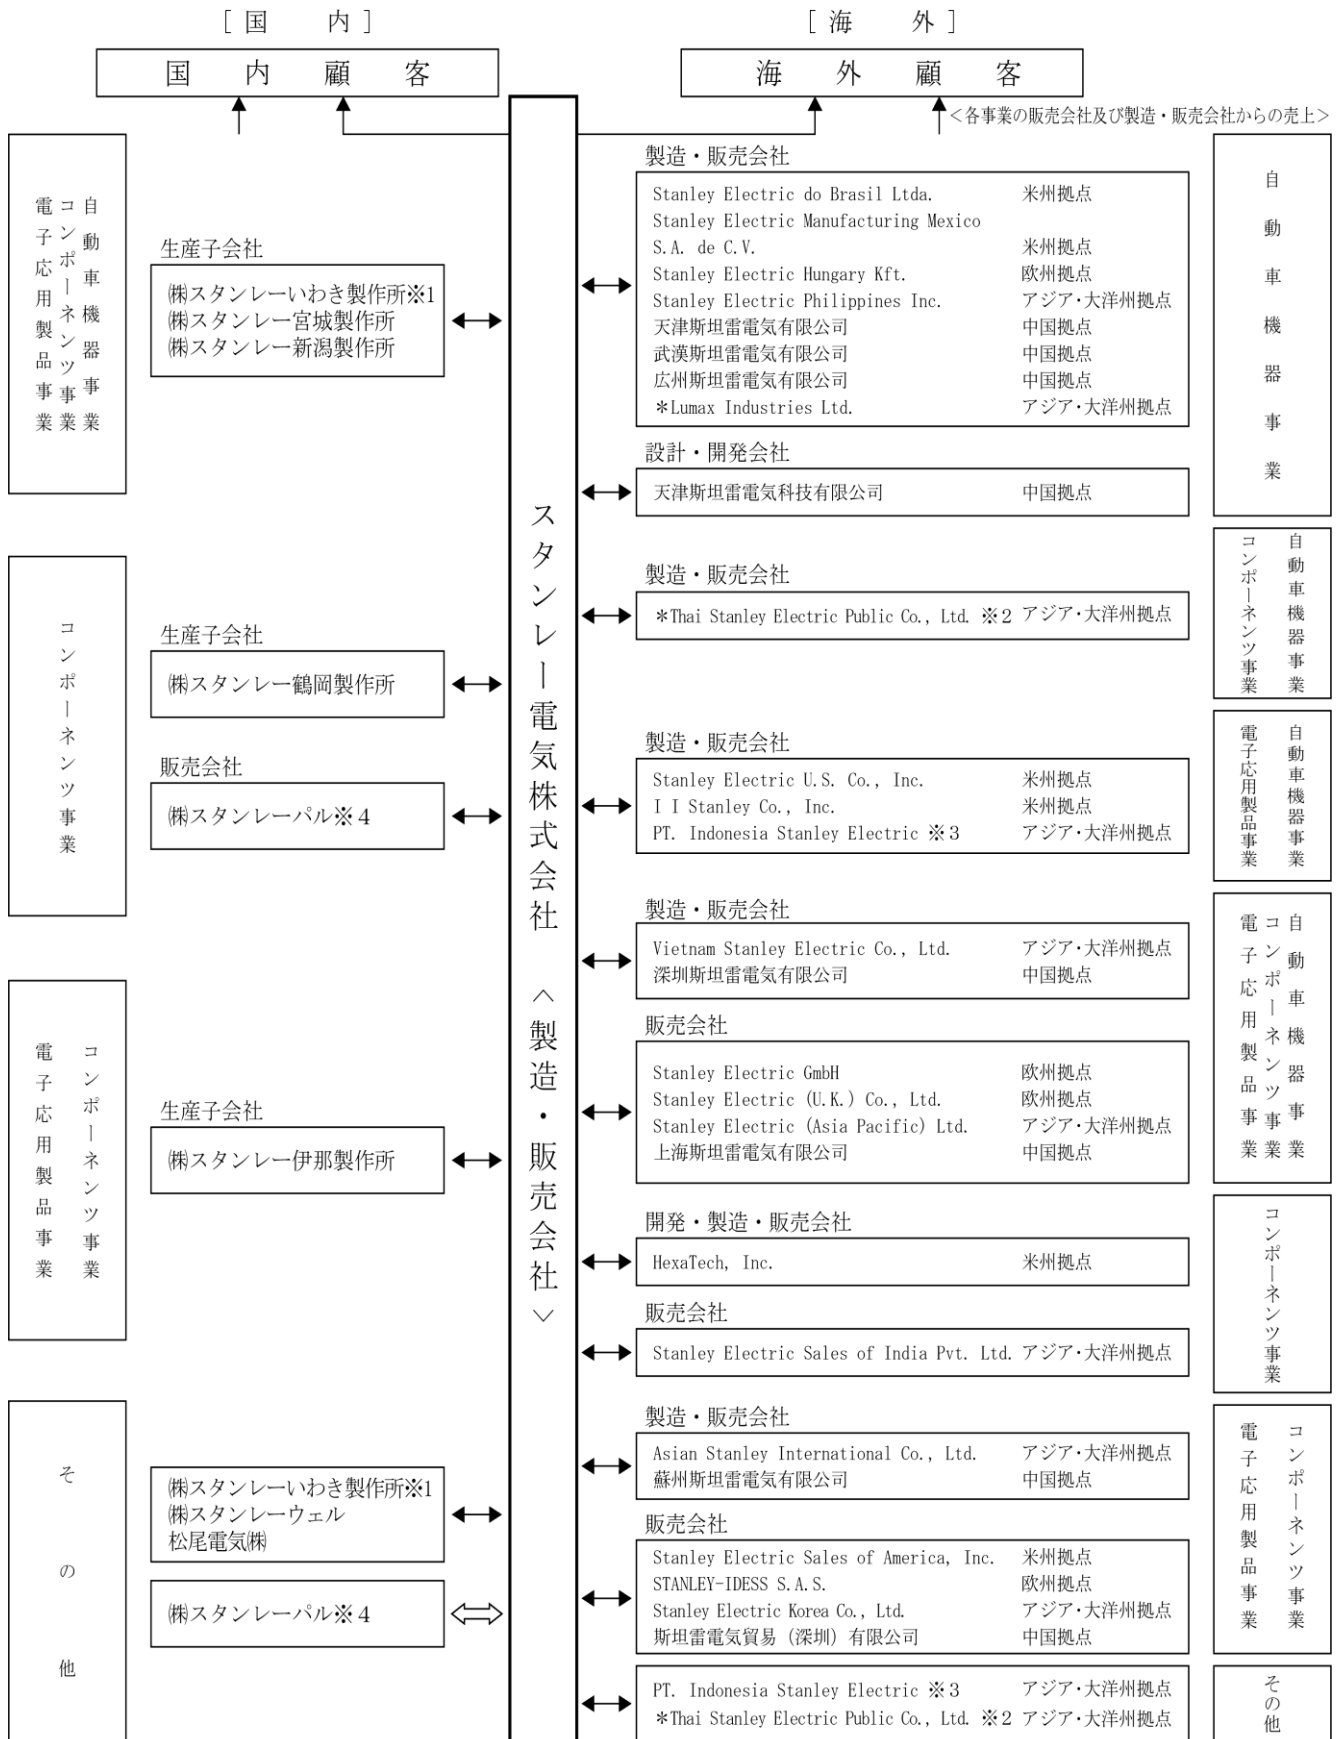 [国　内]
国内顧客
[海　外]
海外顧客
<各事業の販売会社及び製造・販売会社からの売上>
自動車機器事業
コンポーネンツ事業
電子応用製品事業
生産子会社
㈱スタンレーいわき製作所※1
㈱スタンレー宮城製作所
㈱スタンレー新潟製作所
コンポーネンツ事業
生産子会社
㈱スタンレー鶴岡製作所
販売会社
㈱スタンレーパル※4
コンポーネンツ事業
電子応用製品事業
生産子会社
㈱スタンレー伊那製作所
その他
㈱スタンレーいわき製作所※1
㈱スタンレーウェル
松尾電気㈱
㈱スタンレーパル※4
スタンレー電気株式会社 <製造・販売会社>
製造・販売会社
Stanley Electric do Brasil Ltda. 米州拠点
Stanley Electric Manufacturing Mexico
S.A. de C.V. 米州拠点
Stanley Electric Hungary Kft. 欧州拠点
Stanley Electric Philippines Inc. アジア・大洋州拠点
天津斯坦雷電気有限公司 中国拠点
武漢斯坦雷電気有限公司 中国拠点
広州斯坦雷電気有限公司 中国拠点
*Lumax Industries Ltd. アジア・大洋州拠点
設計・開発会社
天津斯坦雷電気科技有限公司 中国拠点
自動車機器事業
製造・販売会社
*Thai Stanley Electric Public Co., Ltd. ※2 アジア・大洋州拠点
自動車機器事業
コンポーネンツ事業
製造・販売会社
Stanley Electric U.S. Co., Inc. 米州拠点
I I Stanley Co., Inc. 米州拠点
PT. Indonesia Stanley Electric ※3 アジア・大洋州拠点
自動車機器事業
電子応用製品事業
製造・販売会社
Vietnam Stanley Electric Co., Ltd. アジア・大洋州拠点
深圳斯坦雷電気有限公司 中国拠点
販売会社
Stanley Electric GmbH 欧州拠点
Stanley Electric (U.K.) Co., Ltd. 欧州拠点
Stanley Electric (Asia Pacific) Ltd. アジア・大洋州拠点
上海斯坦雷電気有限公司 中国拠点
自動車機器事業
コンポーネンツ事業
電子応用製品事業
開発・製造・販売会社
HexaTech, Inc. 米州拠点
販売会社
Stanley Electric Sales of India Pvt. Ltd. アジア・大洋州拠点
コンポーネンツ事業
製造・販売会社
Asian Stanley International Co., Ltd. アジア・大洋州拠点
蘇州斯坦雷電気有限公司 中国拠点
販売会社
Stanley Electric Sales of America, Inc. 米州拠点
STANLEY-IDESS S.A.S. 欧州拠点
Stanley Electric Korea Co., Ltd. アジア・大洋州拠点
斯坦雷電気貿易（深圳）有限公司 中国拠点
コンポーネンツ事業
電子応用製品事業
PT. Indonesia Stanley Electric ※3 アジア・大洋州拠点
*Thai Stanley Electric Public Co., Ltd. ※2 アジア・大洋州拠点
その他